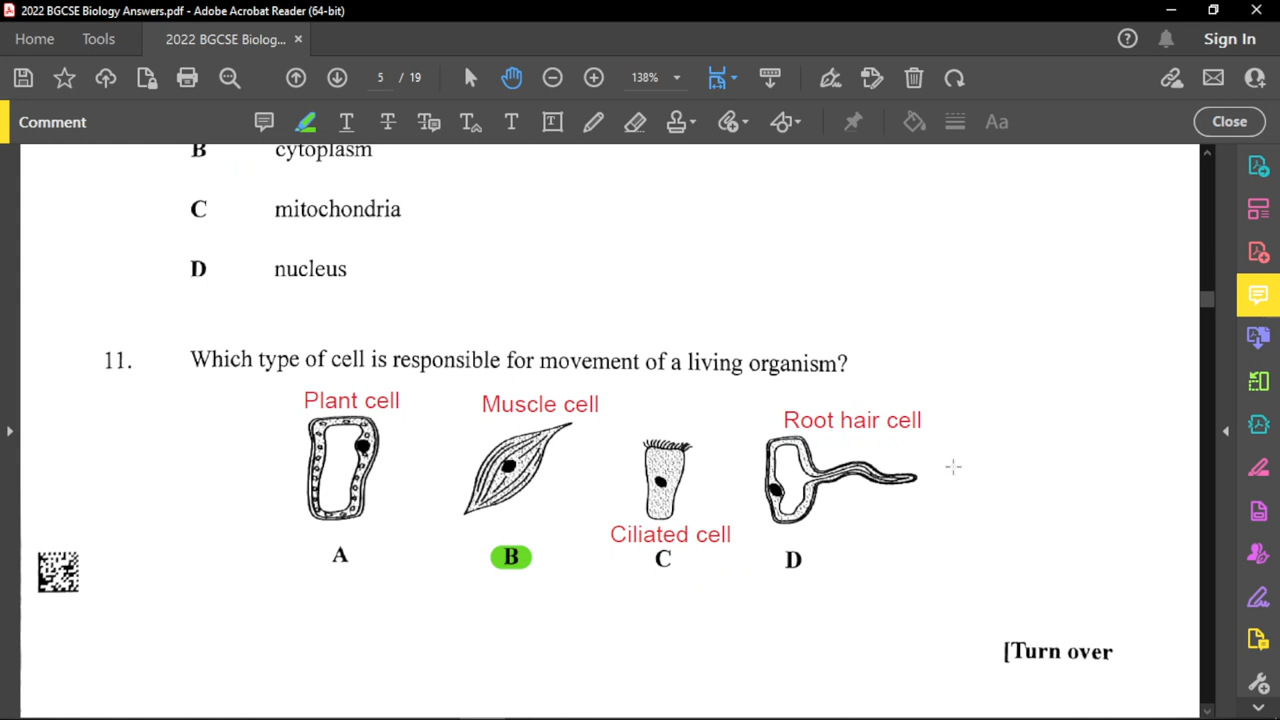 2022 BGCSE Biology Answers.pdf - Adobe Acrobat Reader (64-bit)
Home Tools 2022 BGCSE Biolog... × Sign In
5 / 19 138%
Comment Close
B cytoplasm
C mitochondria
D nucleus
11. Which type of cell is responsible for movement of a living organism?
Plant cell Muscle cell Root hair cell
Ciliated cell
A B C D
[Turn over